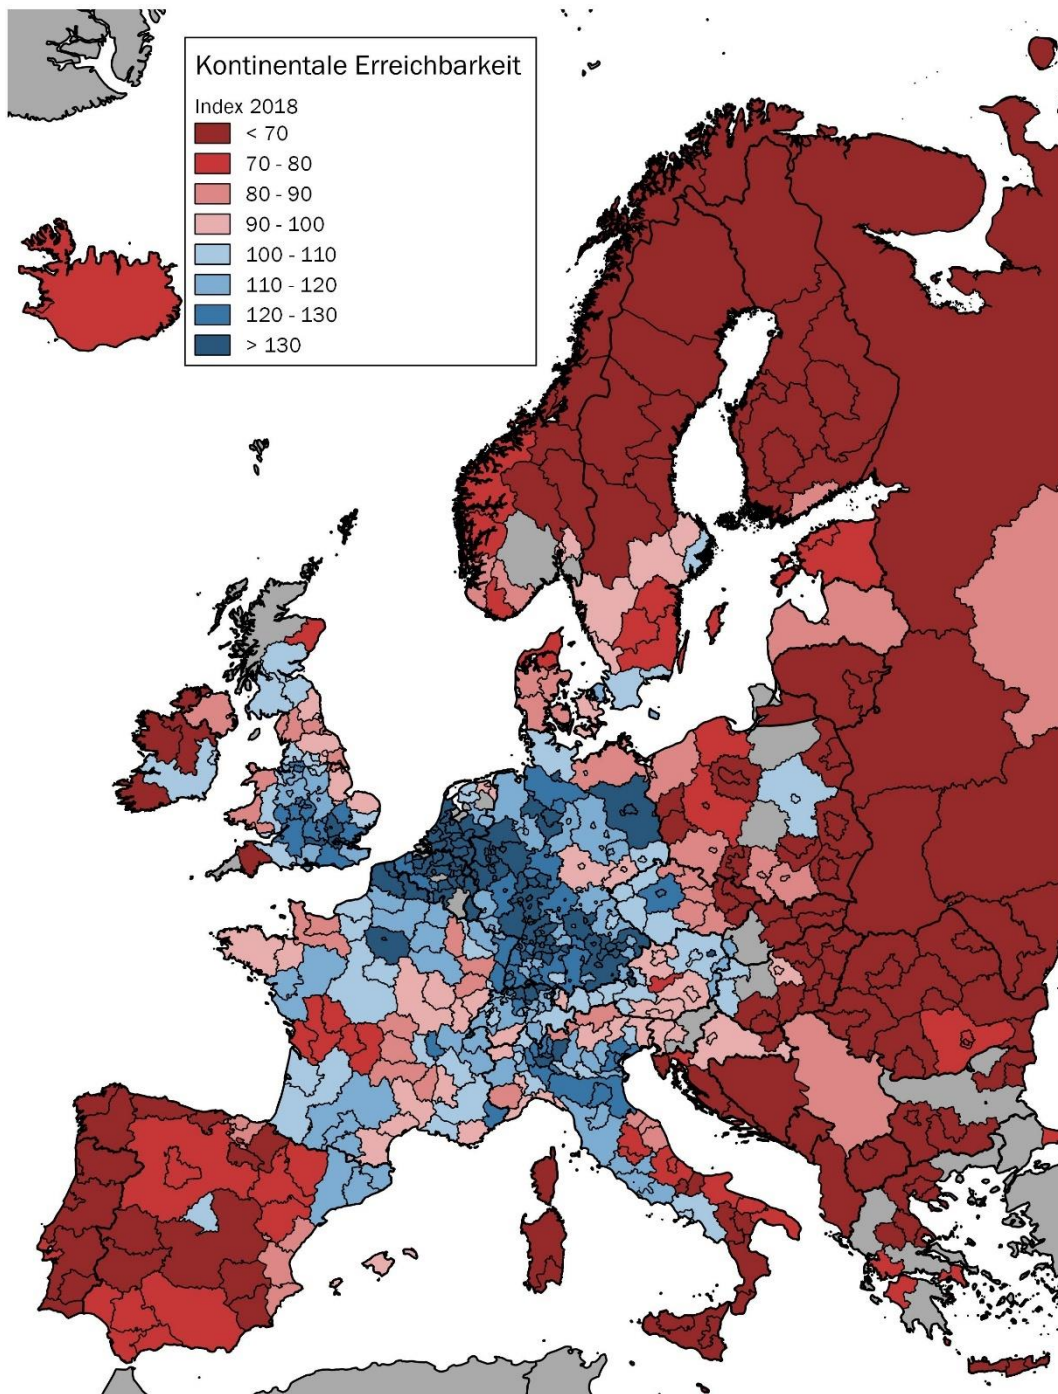 Kontinentale Erreichbarkeit
Index 2018
< 70
70 - 80
80 - 90
90 - 100
100 - 110
110 - 120
120 - 130
> 130